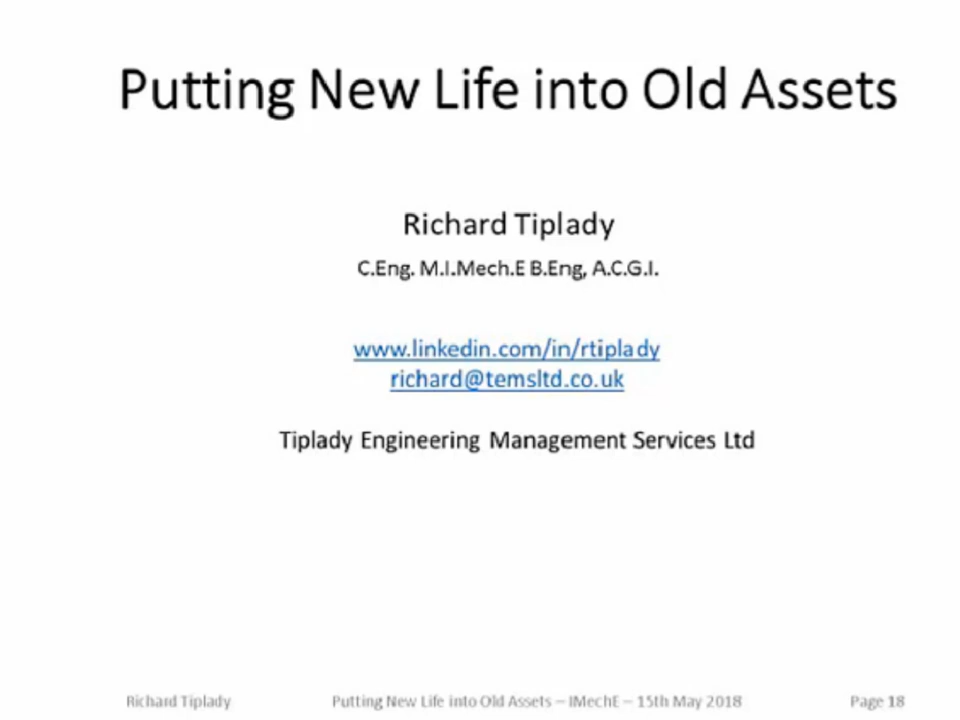 Putting New Life into Old Assets
Richard Tiplady
C.Eng. M.I.Mech.E B.Eng, A.C.G.I.
www.linkedin.com/in/rtiplady
richard@temsltd.co.uk
Tiplady Engineering Management Services Ltd
Richard Tiplady Putting New Life into Old Assets – IMechE – 15th May 2018 Page 18